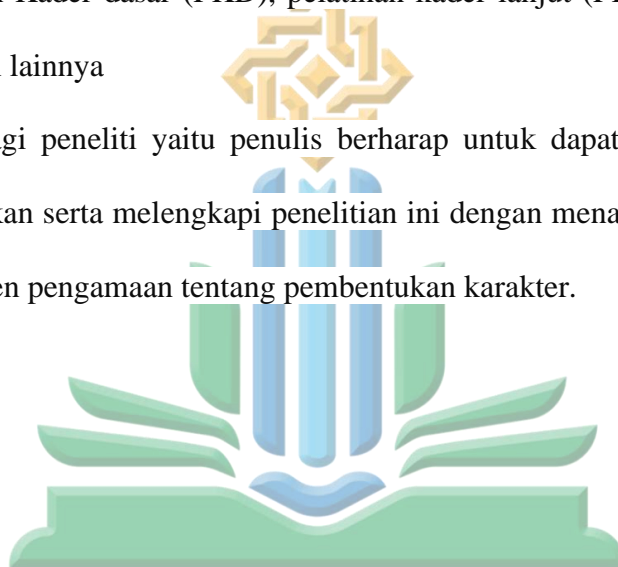 Kader dasar (PKD), pelatihan kader lanjut
lainnya
gi peneliti yaitu penulis berharap untuk dapat
kan serta melengkapi penelitian ini dengan mena
en pengamaan tentang pembentukan karakter.